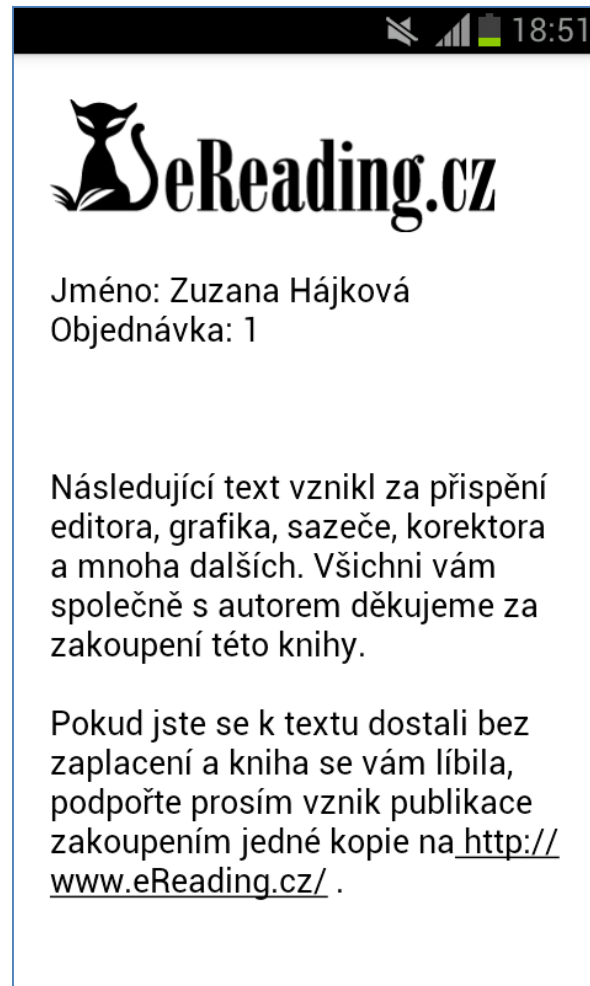 18:51
eReading.cz
Jméno: Zuzana Hájková
Objednávka: 1
Následující text vznikl za přispění
editora, grafika, sazeče, korektora
a mnoha dalších. Všichni vám
společně s autorem děkujeme za
zakoupení této knihy.
Pokud jste se k textu dostali bez
zaplacení a kniha se vám líbila,
podpořte prosím vznik publikace
zakoupením jedné kopie na http://
www.eReading.cz/ .